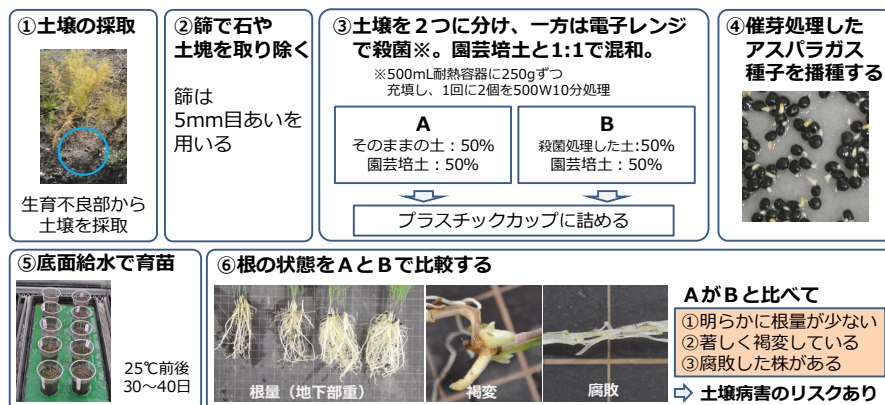 ①土壌の採取
生育不良部から
土壌を採取
②篩で石や
土塊を取り除く
篩は
5mm目あいを
用いる
③土壌を２つに分け、一方は電子レンジ
で殺菌※。園芸培土と1:1で混和。
※500mL耐熱容器に250gずつ
充填し、1回に2個を500W10分処理
A
そのままの土：50%
園芸培土：50%
B
殺菌処理した土:50%
園芸培土：50%
プラスチックカップに詰める
④催芽処理した
アスパラガス
種子を播種する
⑤底面給水で育苗
25℃前後
30～40日
⑥根の状態をＡとＢで比較する
根量（地下部重）
褐変
腐敗
ＡがＢと比べて
①明らかに根量が少ない
②著しく褐変している
③腐敗した株がある
⇨ 土壌病害のリスクあり